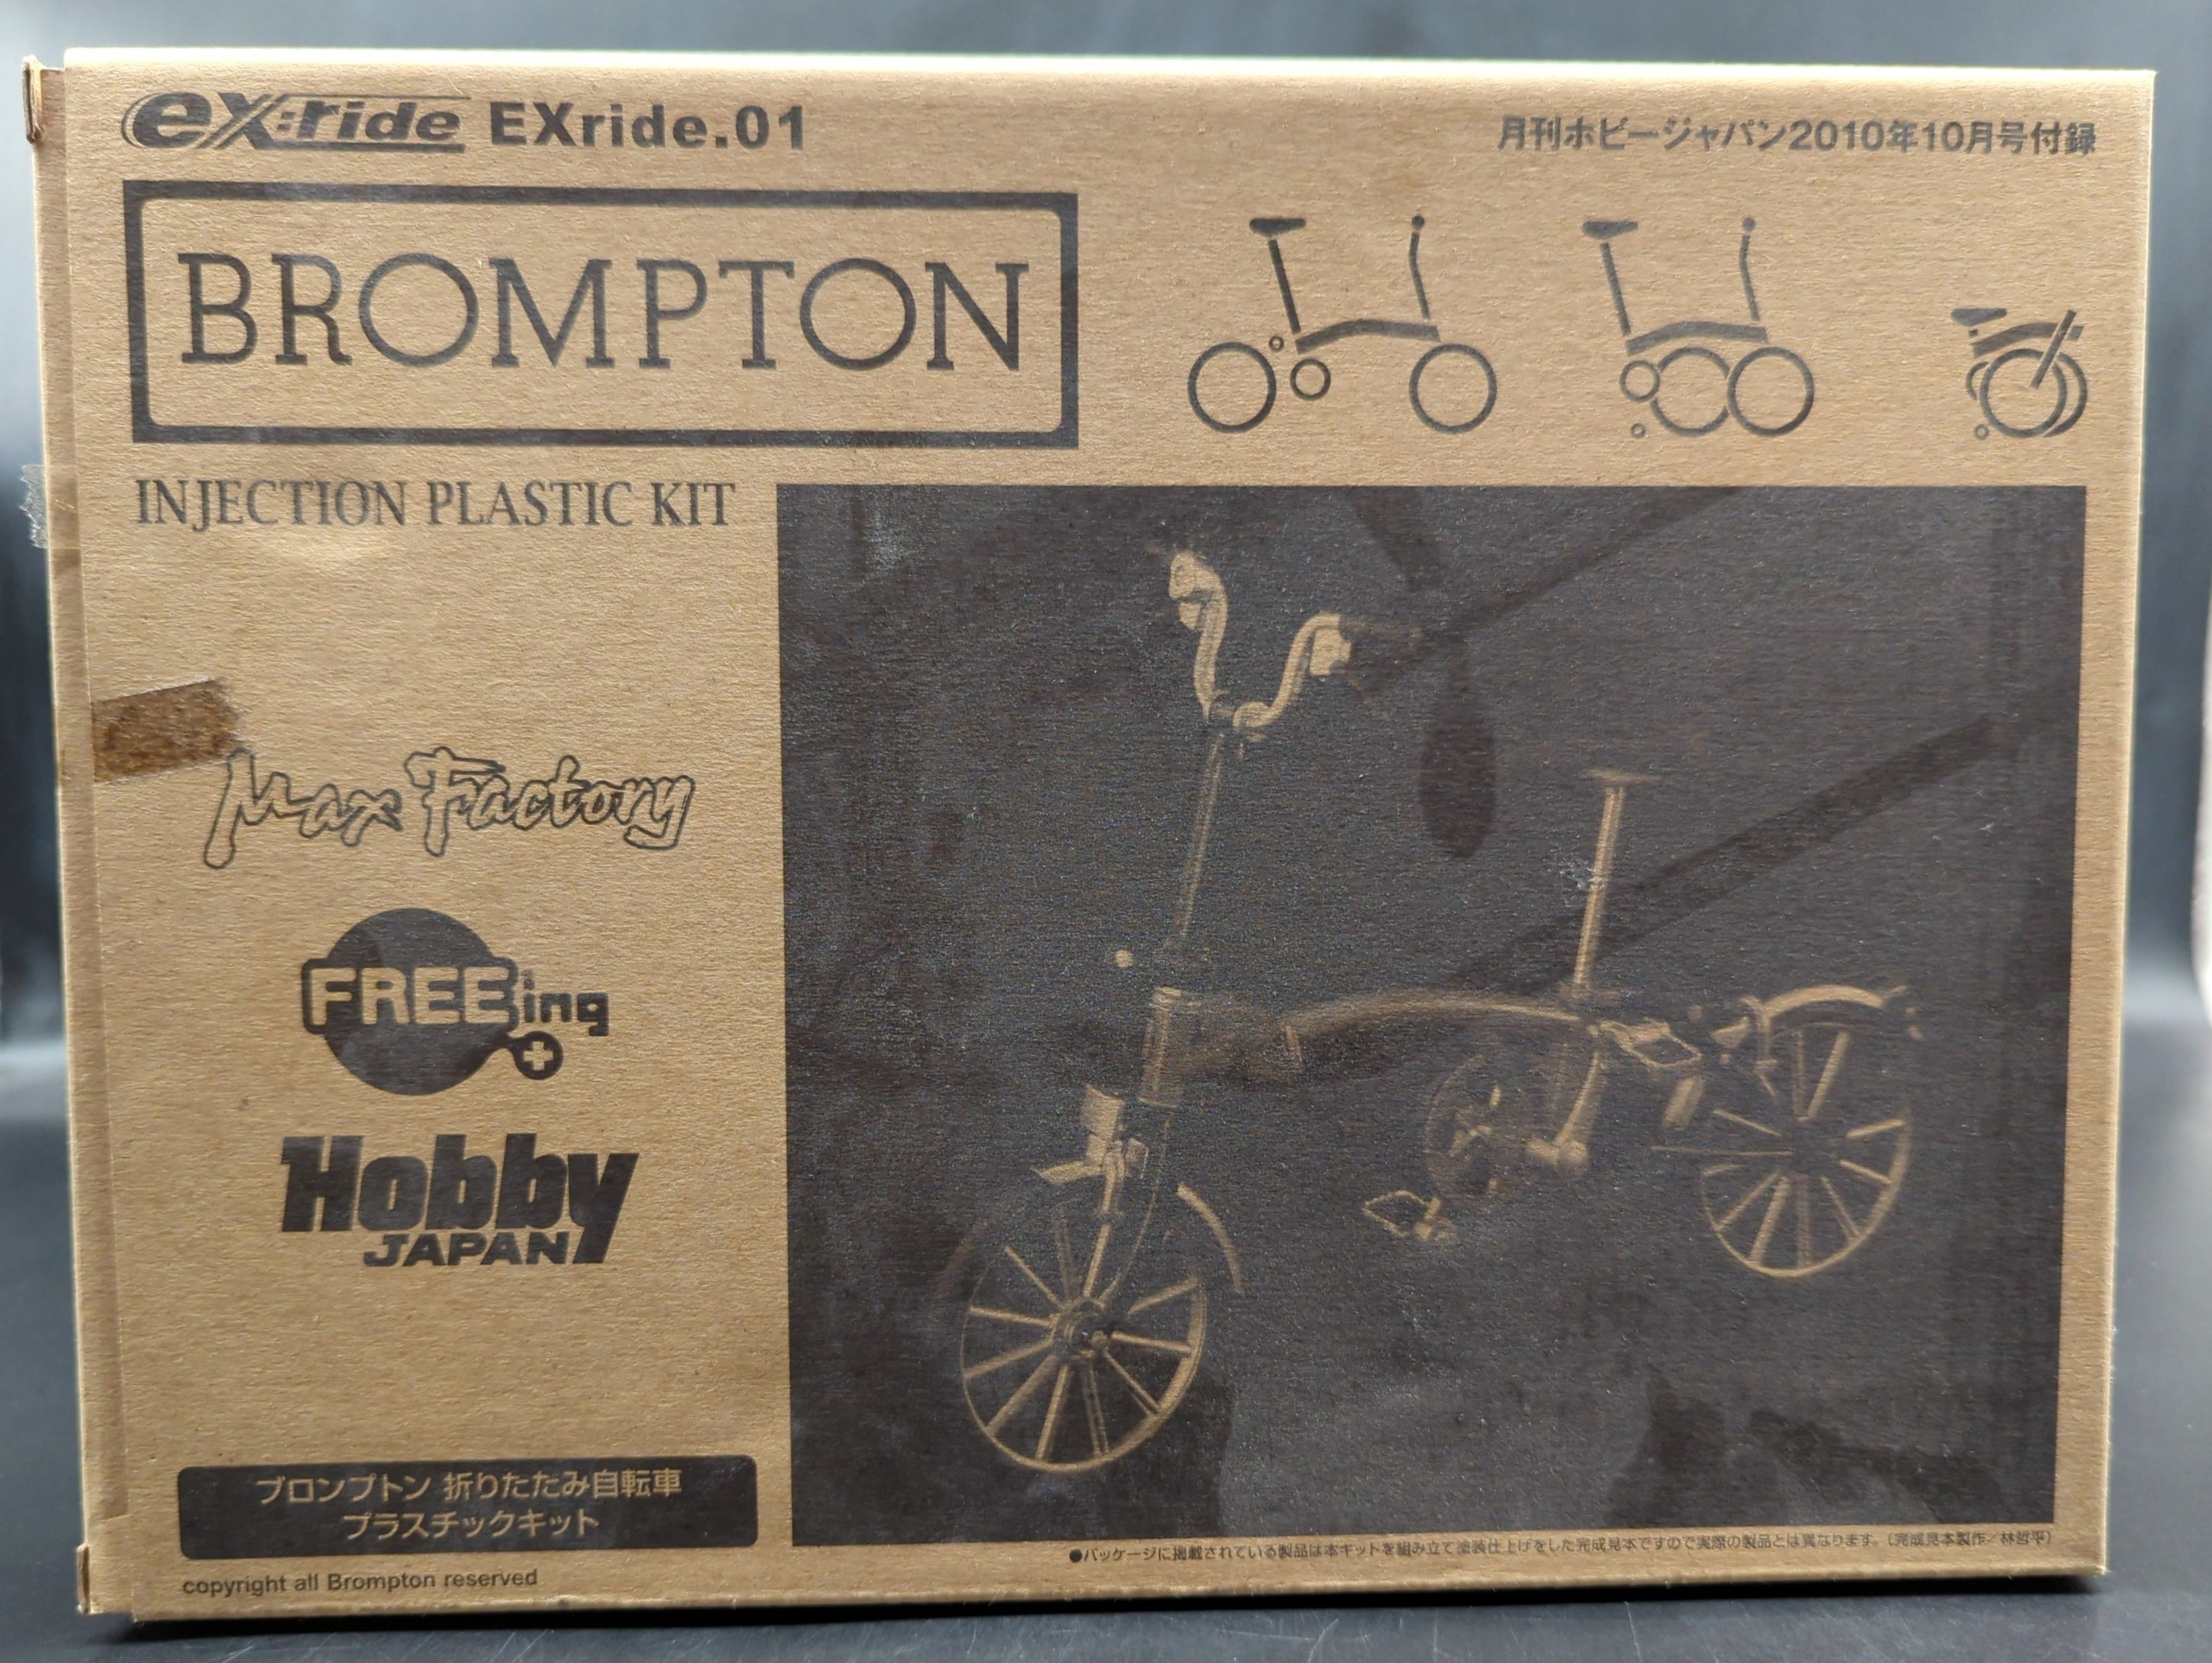 ex:ride EXride.01
月刊ホビージャパン2010年10月号付録
BROMPTON
INJECTION PLASTIC KIT
Max Factory
FREEing
Hobby
JAPAN
ブロンプトン 折りたたみ自転車
プラスチックキット
●パッケージに掲載されている製品は本キットを組み立て塗装仕上げをした完成見本ですので実際の製品とは異なります。(完成見本製作/林哲平)
copyright all Brompton reserved